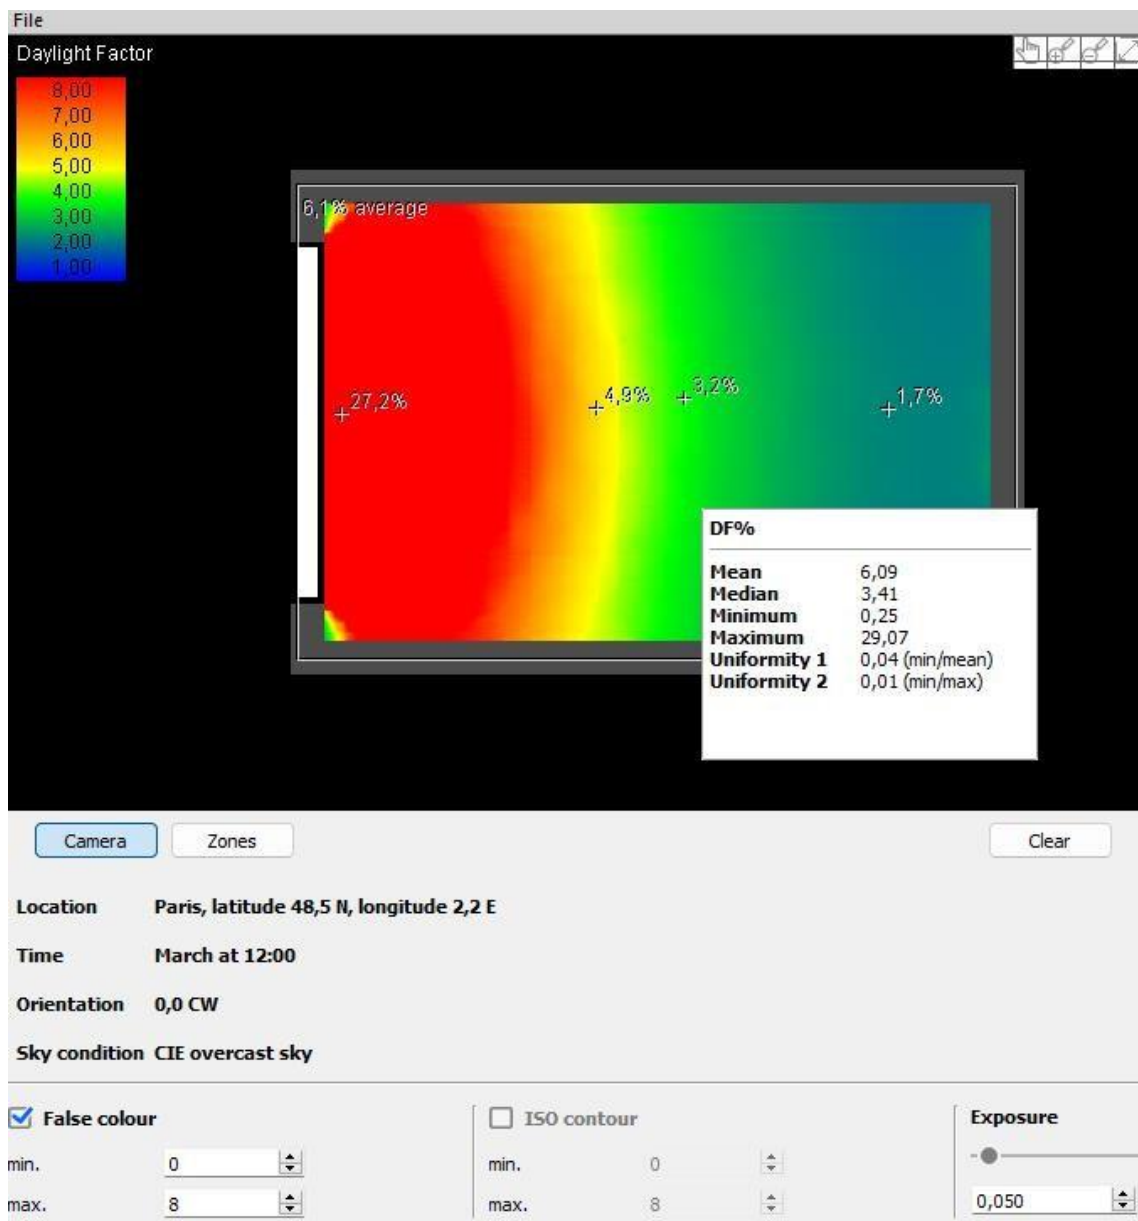 File
Daylight Factor
8,00
7,00
6,00
5,00
4,00
3,00
2,00
1,00
6,1% average
27,2%
4,9%
3,2%
1,7%
DF%
Mean 6,09
Median 3,41
Minimum 0,25
Maximum 29,07
Uniformity 1 0,04 (min/mean)
Uniformity 2 0,01 (min/max)
Camera Zones Clear
Location Paris, latitude 48,5 N, longitude 2,2 E
Time March at 12:00
Orientation 0,0 CW
Sky condition CIE overcast sky
False colour ISO contour Exposure
min. 0 min. 0
max. 8 max. 8 0,050